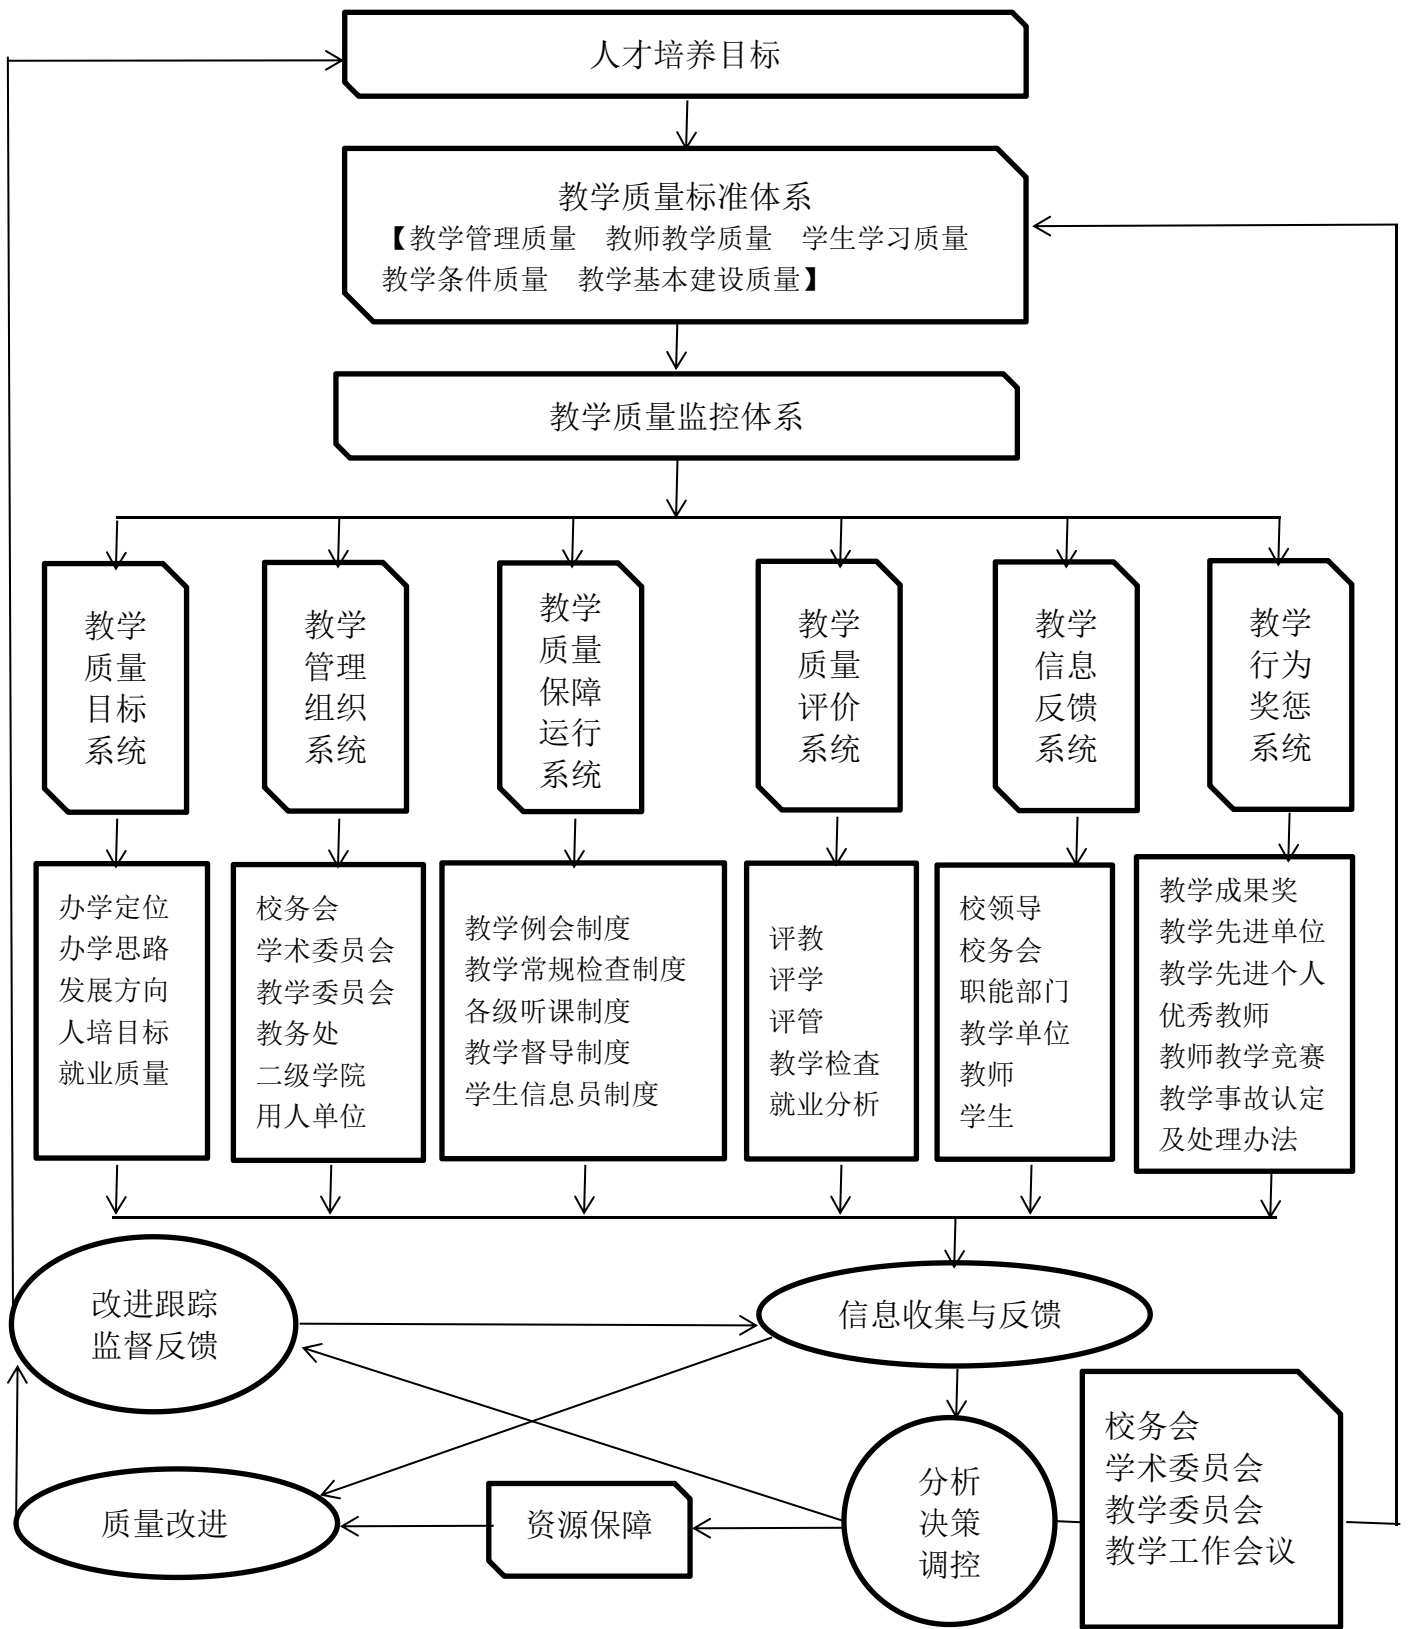 人才培养目标
教学质量标准体系
【教学管理质量　教师教学质量　学生学习质量
教学条件质量　教学基本建设质量】
教学质量监控体系
教学
质量
目标
系统
教学
管理
组织
系统
教学
质量
保障
运行
系统
教学
质量
评价
系统
教学
信息
反馈
系统
教学
行为
奖惩
系统
办学定位
办学思路
发展方向
人培目标
就业质量
校务会
学术委员会
教学委员会
教务处
二级学院
用人单位
教学例会制度
教学常规检查制度
各级听课制度
教学督导制度
学生信息员制度
评教
评学
评管
教学检查
就业分析
校领导
校务会
职能部门
教学单位
教师
学生
教学成果奖
教学先进单位
教学先进个人
优秀教师
教师教学竞赛
教学事故认定
及处理办法
改进跟踪
监督反馈
信息收集与反馈
质量改进
资源保障
分析
决策
调控
校务会
学术委员会
教学委员会
教学工作会议